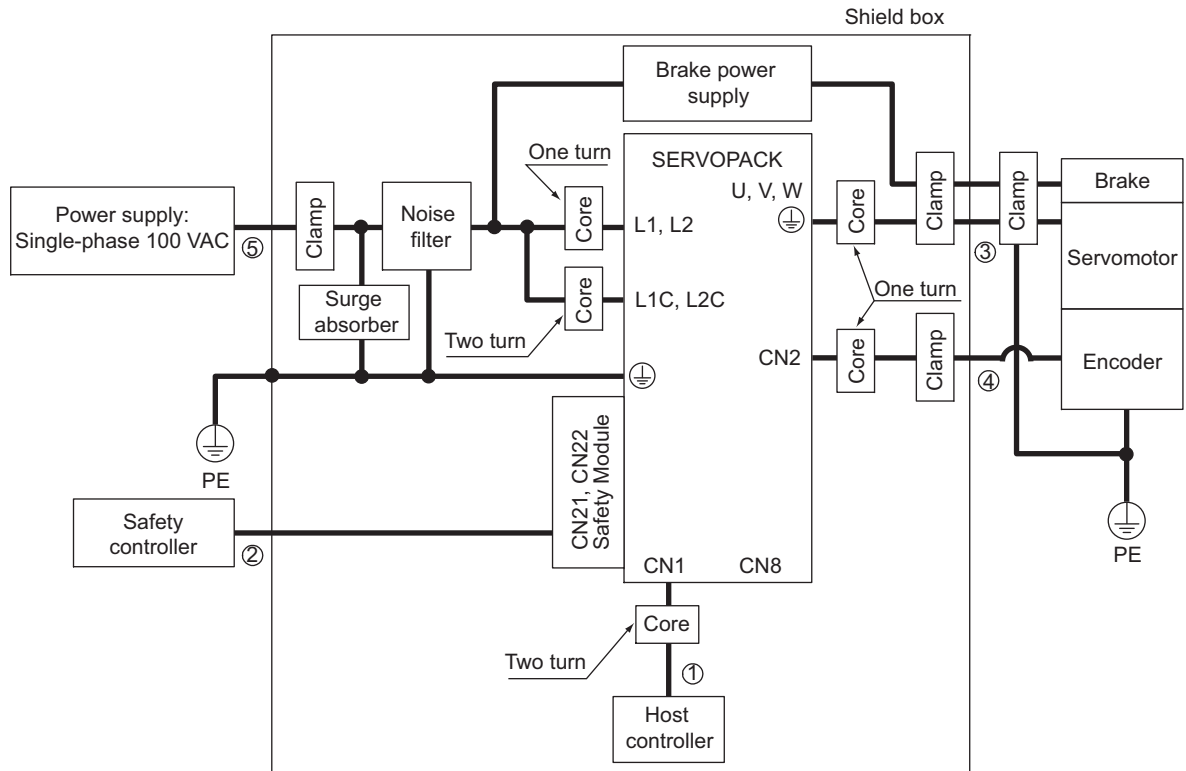 Shield box
Brake power
supply
One turn
SERVOPACK
U, V, W
Power supply:
Single-phase 100 VAC
⑤
Clamp
Noise
filter
Core
L1, L2
Core
Clamp
Clamp
Brake
③
Servomotor
Surge
absorber
Core
L1C, L2C
Two turn
One turn
CN2
Core
Clamp
④
Encoder
PE
CN21, CN22
Safety Module
Safety
controller
②
PE
CN1
CN8
Core
Two turn
①
Host
controller